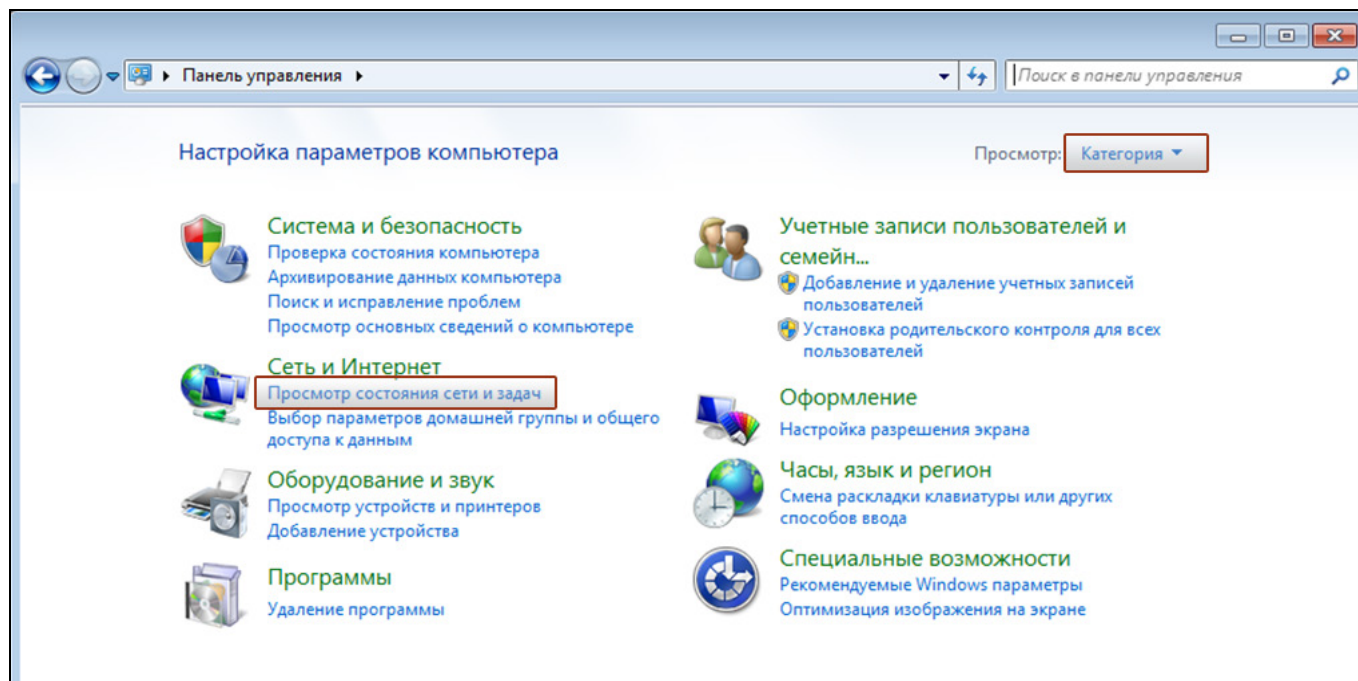 Панель управления
Поиск в панели управления
Настройка параметров компьютера
Просмотр: Категория
Система и безопасность
Проверка состояния компьютера
Архивирование данных компьютера
Поиск и исправление проблем
Просмотр основных сведений о компьютере
Сеть и Интернет
Просмотр состояния сети и задач
Выбор параметров домашней группы и общего
доступа к данным
Оборудование и звук
Просмотр устройств и принтеров
Добавление устройства
Программы
Удаление программы
Учетные записи пользователей и
семейн...
Добавление и удаление учетных записей
пользователей
Установка родительского контроля для всех
пользователей
Оформление
Настройка разрешения экрана
Часы, язык и регион
Смена раскладки клавиатуры или других
способов ввода
Специальные возможности
Рекомендуемые Windows параметры
Оптимизация изображения на экране